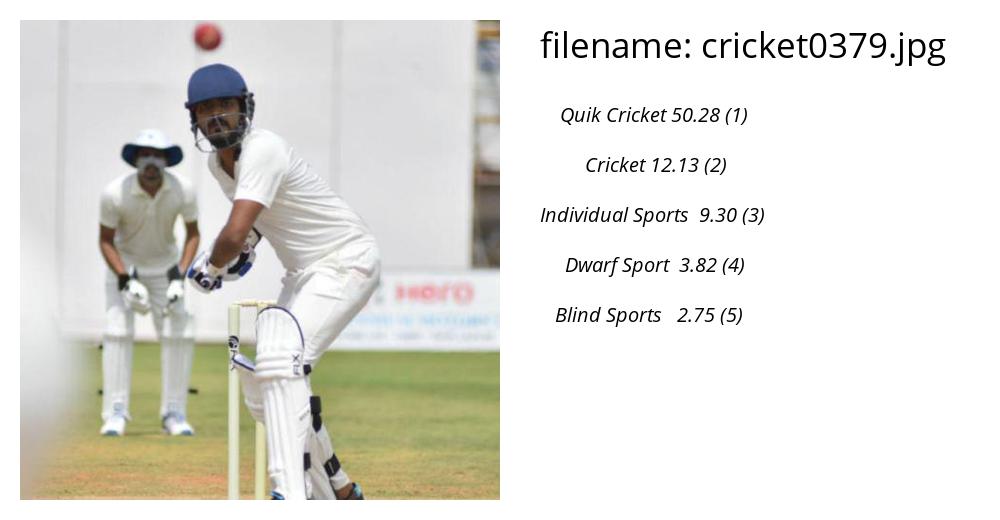 filename: cricket0379.jpg
Quik Cricket 50.28 (1)
Cricket 12.13 (2)
Individual Sports 9.30 (3)
Dwarf Sport 3.82 (4)
Blind Sports 2.75 (5)
Hero